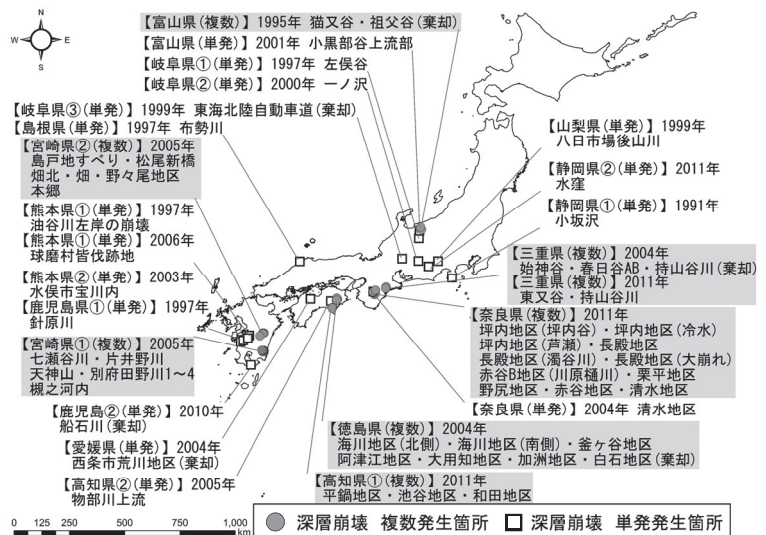 N
W E
S
【富山県(複数)】1995年 猫又谷・祖父谷(棄却)
【富山県(単発)】2001年 小黒部谷上流部
【岐阜県①(単発)】1997年 左俣谷
【岐阜県②(単発)】2000年 一ノ沢
【岐阜県③(単発)】1999年 東海北陸自動車道(棄却)
【島根県(単発)】1997年 布勢川
【宮崎県②(複数)】2005年
島戸地すべり・松尾新橋
畑北・畑・野々尾地区
本郷
【熊本県①(単発)】1997年
油谷川左岸の崩壊
【熊本県①(単発)】2006年
球磨村皆伐跡地
【熊本県②(単発)】2003年
水俣市宝川内
【鹿児島県①(単発)】1997年
針原川
【宮崎県①(複数)】2005年
七瀬谷川・片井野川
天神山・別府田野川1～4
槻之河内
【鹿児島②(単発)】2010年
船石川(棄却)
【愛媛県(単発)】2004年
西条市荒川地区(棄却)
【高知県②(単発)】2005年
物部川上流
【山梨県(単発)】1999年
八日市場後山川
【静岡県②(単発)】2011年
水窪
【静岡県①(単発)】1991年
小坂沢
【三重県(複数)】2004年
始神谷・春日谷AB・持山谷川(棄却)
【三重県(複数)】2011年
東又谷・持山谷川
【奈良県(複数)】2011年
坪内地区(坪内谷)・坪内地区(冷水)
坪内地区(芦瀬)・長殿地区
長殿地区(濁谷川)・長殿地区(大崩れ)
赤谷B地区(川原樋川)・栗平地区
野尻地区・赤谷地区・清水地区
【奈良県(単発)】2004年 清水地区
【徳島県(複数)】2004年
海川地区(北側)・海川地区(南側)・釜ヶ谷地区
阿津江地区・大用知地区・加洲地区・白石地区(棄却)
【高知県①(複数)】2011年
平鍋地区・池谷地区・和田地区
0 125 250 500 750 1,000
km
深層崩壊 複数発生箇所 深層崩壊 単発発生箇所